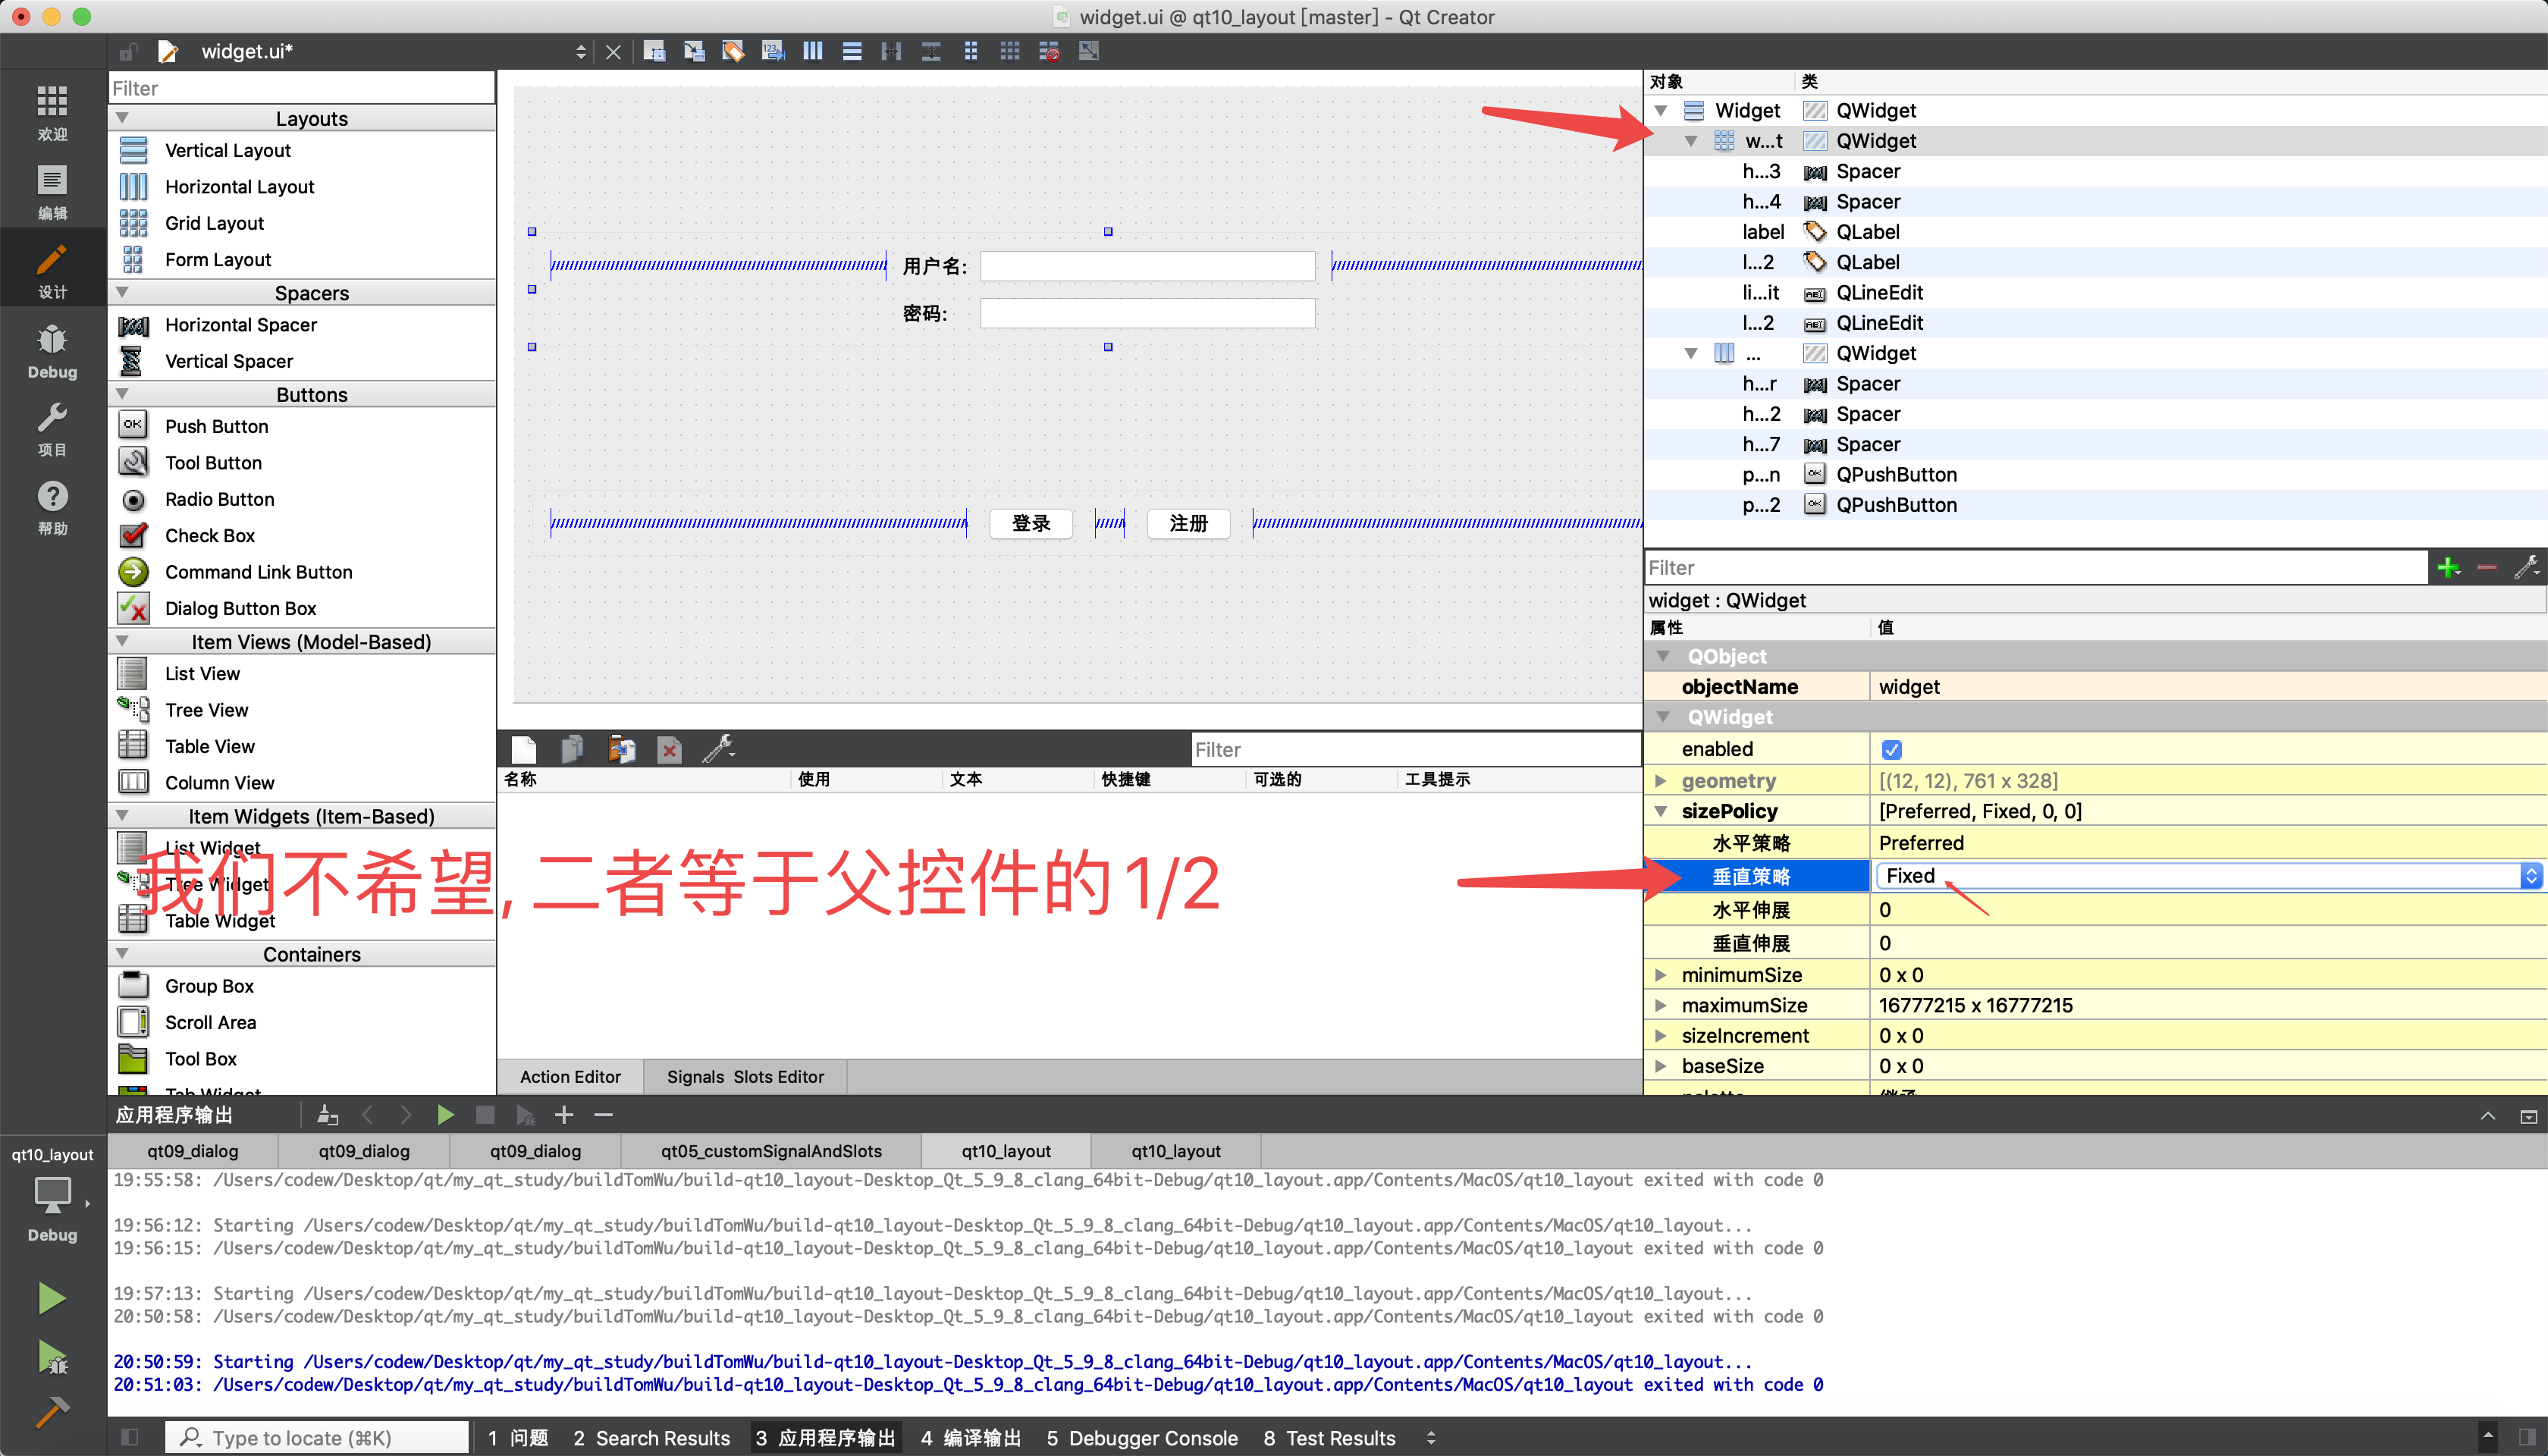 widget.ui @ qt10_layout [master] - Qt Creator
widget.ui*
欢迎
编辑
设计
Debug
项目
帮助
qt10_layout
Debug
Filter
Layouts
Vertical Layout
Horizontal Layout
Grid Layout
Form Layout
Spacers
Horizontal Spacer
Vertical Spacer
Buttons
Push Button
Tool Button
Radio Button
Check Box
Command Link Button
Dialog Button Box
Item Views (Model-Based)
List View
Tree View
Table View
Column View
Item Widgets (Item-Based)
List Widget
Tree Widget
Table Widget
Containers
Group Box
Scroll Area
Tool Box
Tab Widget
用户名:
密码:
登录
注册
我们不希望,二者等于父控件的1/2
Filter
名称 使用 文本 快捷键 可选的 工具提示
Action Editor Signals Slots Editor
对象 类
Widget QWidget
w...t QWidget
h...3 Spacer
h...4 Spacer
label QLabel
l...2 QLabel
li...it QLineEdit
l...2 QLineEdit
... QWidget
h...r Spacer
h...2 Spacer
h...7 Spacer
p...n QPushButton
p...2 QPushButton
Filter
widget : QWidget
属性 值
QObject
objectName widget
QWidget
enabled
geometry [(12, 12), 761 x 328]
sizePolicy [Preferred, Fixed, 0, 0]
水平策略 Preferred
垂直策略 Fixed
水平伸展 0
垂直伸展 0
minimumSize 0 x 0
maximumSize 16777215 x 16777215
sizeIncrement 0 x 0
baseSize 0 x 0
palette 继承
应用程序输出
qt09_dialog qt09_dialog qt09_dialog qt05_customSignalAndSlots qt10_layout qt10_layout
19:55:58: /Users/codew/Desktop/qt/my_qt_study/buildTomWu/build-qt10_layout-Desktop_Qt_5_9_8_clang_64bit-Debug/qt10_layout.app/Contents/MacOS/qt10_layout exited with code 0
19:56:12: Starting /Users/codew/Desktop/qt/my_qt_study/buildTomWu/build-qt10_layout-Desktop_Qt_5_9_8_clang_64bit-Debug/qt10_layout.app/Contents/MacOS/qt10_layout...
19:56:15: /Users/codew/Desktop/qt/my_qt_study/buildTomWu/build-qt10_layout-Desktop_Qt_5_9_8_clang_64bit-Debug/qt10_layout.app/Contents/MacOS/qt10_layout exited with code 0
19:57:13: Starting /Users/codew/Desktop/qt/my_qt_study/buildTomWu/build-qt10_layout-Desktop_Qt_5_9_8_clang_64bit-Debug/qt10_layout.app/Contents/MacOS/qt10_layout...
20:50:58: /Users/codew/Desktop/qt/my_qt_study/buildTomWu/build-qt10_layout-Desktop_Qt_5_9_8_clang_64bit-Debug/qt10_layout.app/Contents/MacOS/qt10_layout exited with code 0
20:50:59: Starting /Users/codew/Desktop/qt/my_qt_study/buildTomWu/build-qt10_layout-Desktop_Qt_5_9_8_clang_64bit-Debug/qt10_layout.app/Contents/MacOS/qt10_layout...
20:51:03: /Users/codew/Desktop/qt/my_qt_study/buildTomWu/build-qt10_layout-Desktop_Qt_5_9_8_clang_64bit-Debug/qt10_layout.app/Contents/MacOS/qt10_layout exited with code 0
Type to locate (⌘K) 1 问题 2 Search Results 3 应用程序输出 4 编译输出 5 Debugger Console 8 Test Results